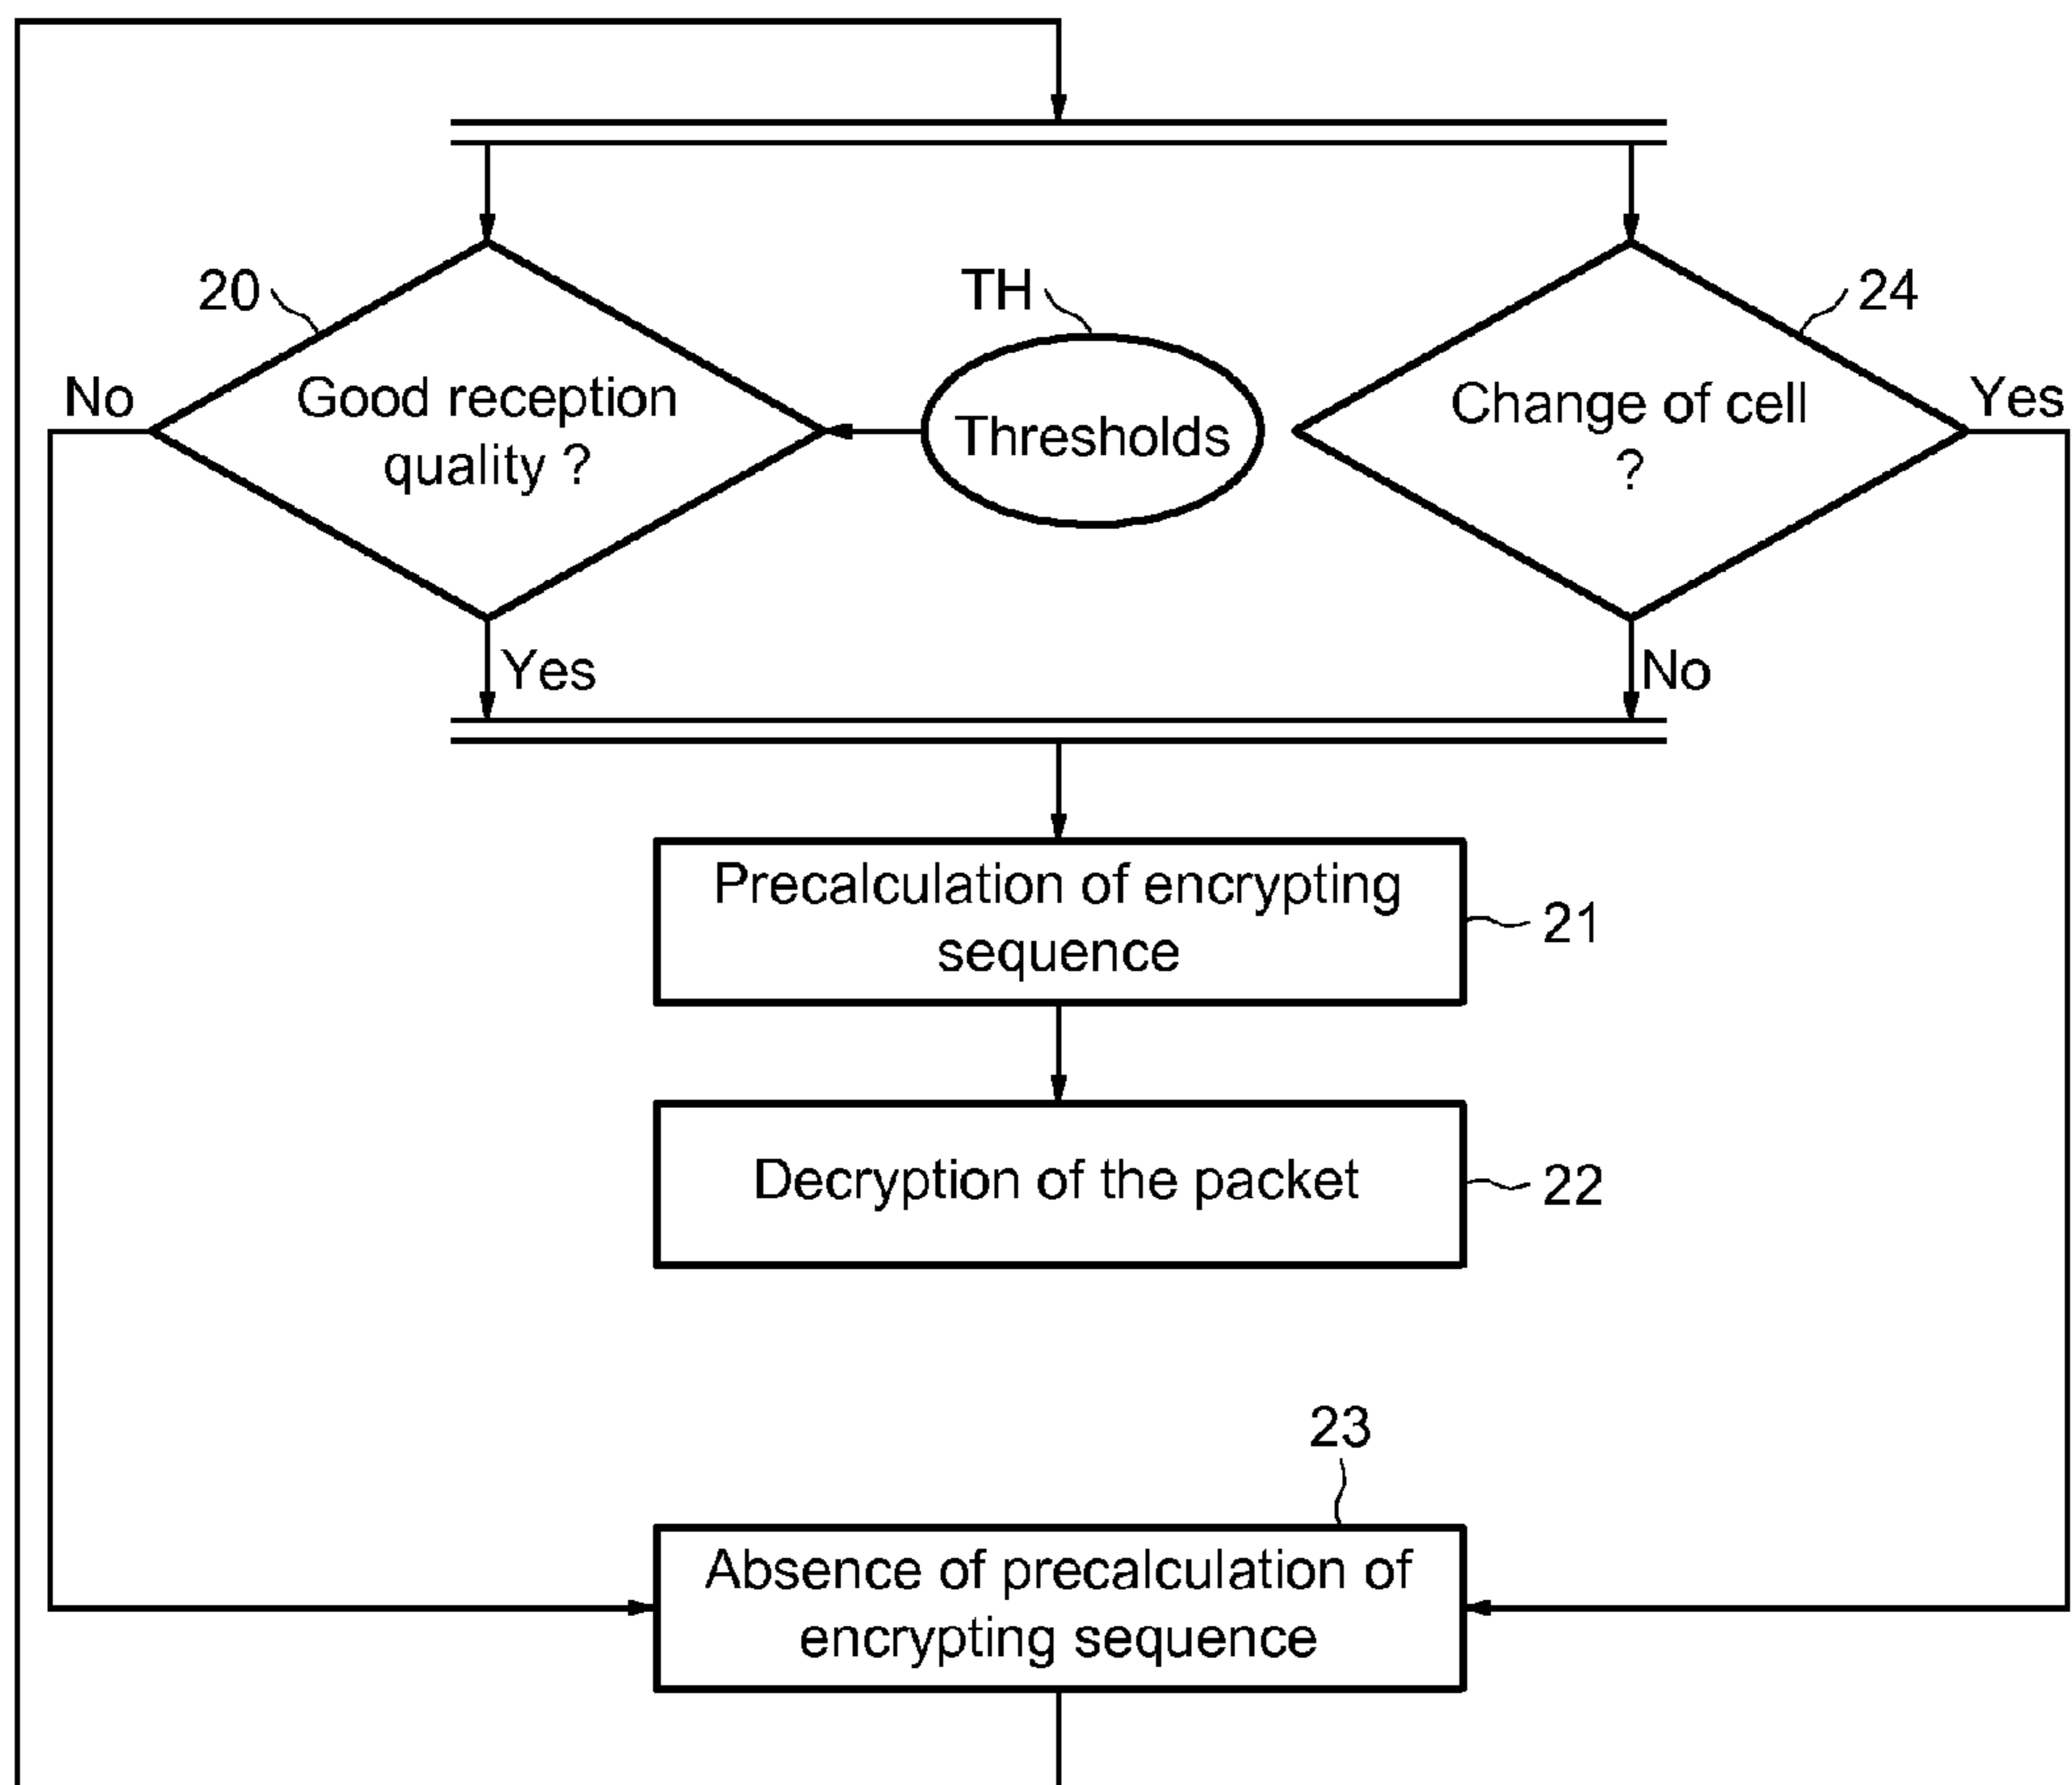 20
TH
24
No
Good reception
quality ?
Thresholds
Change of cell
?
Yes
Yes
No
Precalculation of encrypting
sequence
21
Decryption of the packet
22
23
Absence of precalculation of
encrypting sequence